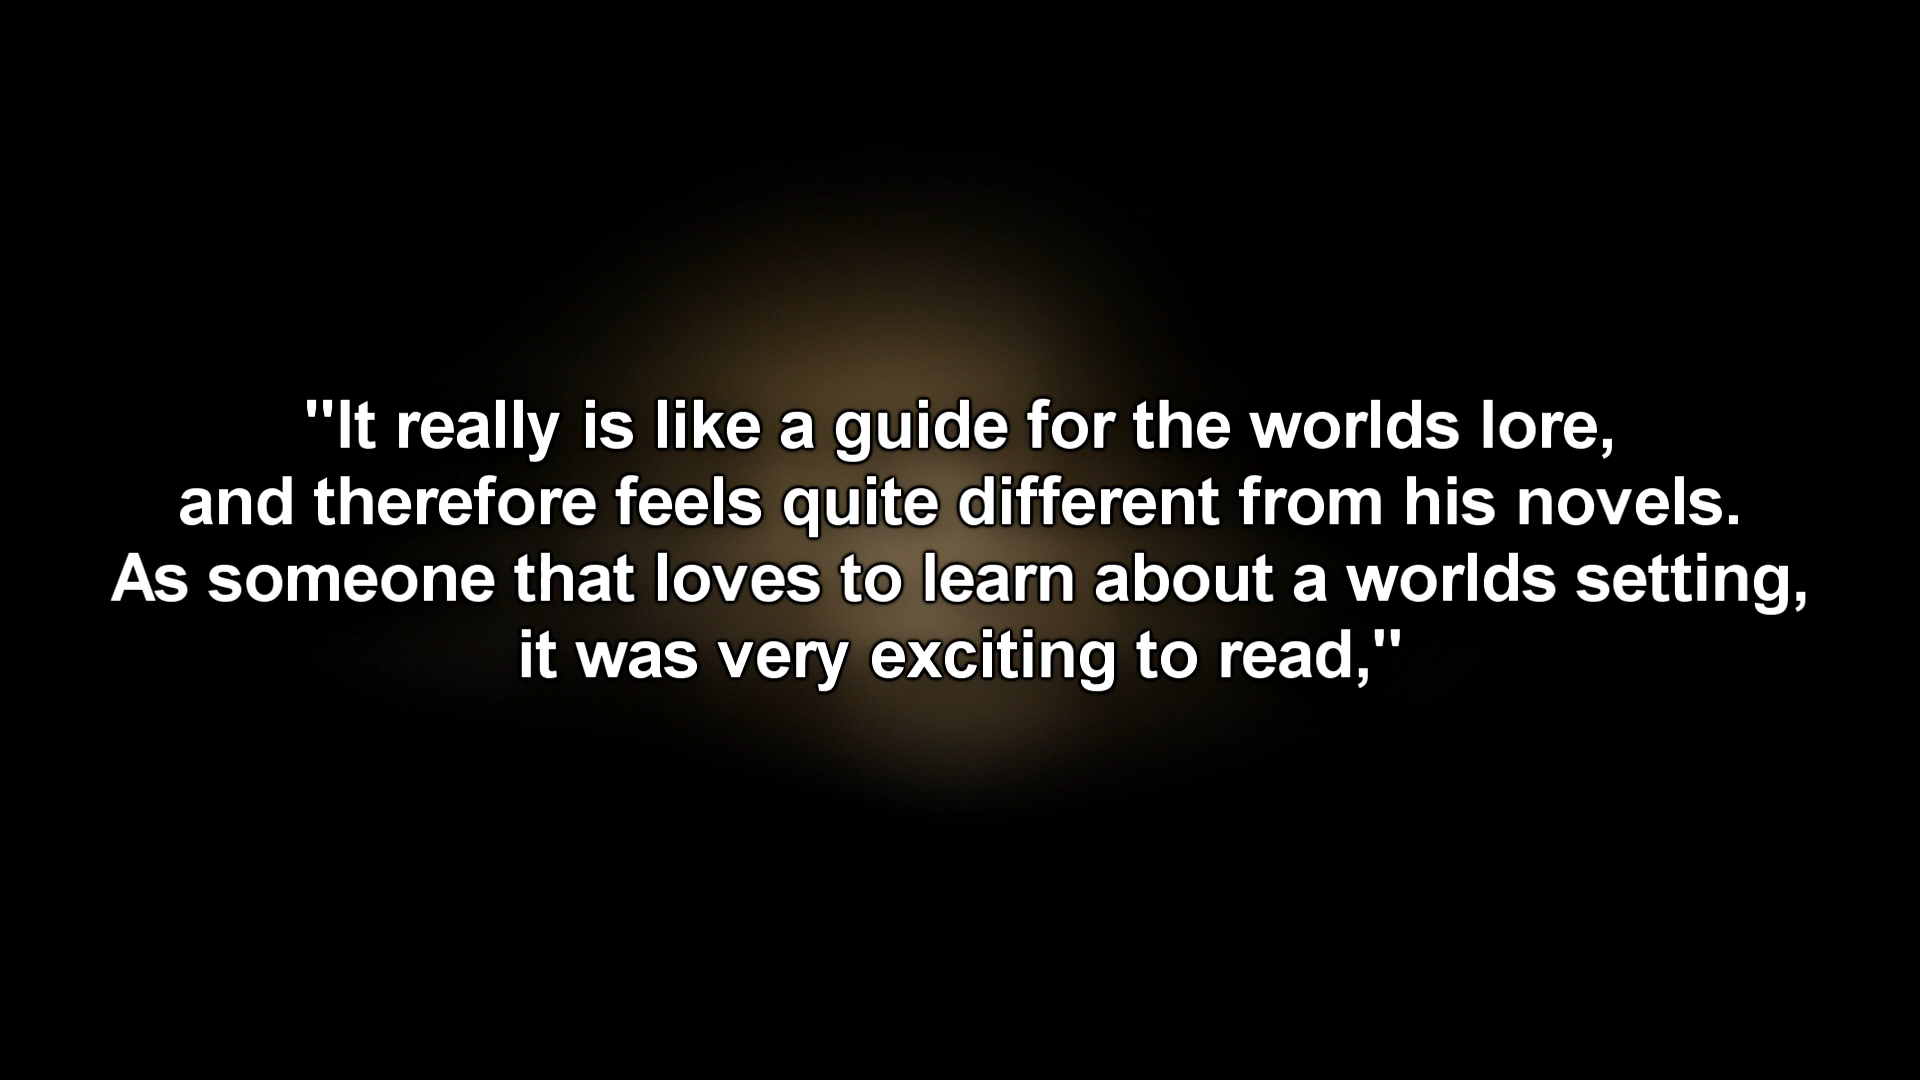 "It really is like a guide for the worlds lore,
and therefore feels quite different from his novels.
As someone that loves to learn about a worlds setting,
it was very exciting to read,"